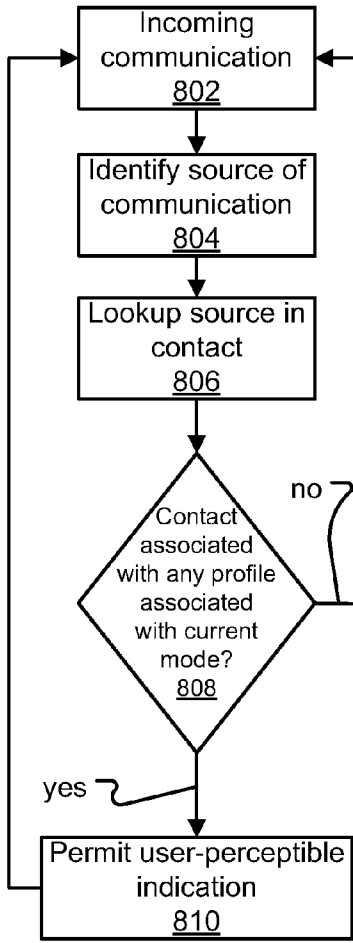 Incoming
communication
802
Identify source of
communication
804
Lookup source in
contact
806
Contact
associated
with any profile
associated
with current
mode?
808
no
yes
Permit user-perceptible
indication
810